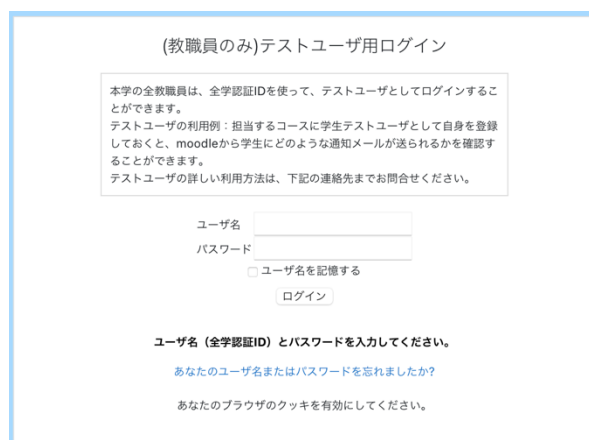 (教職員のみ)テストユーザ用ログイン
本学の全教職員は、全学認証IDを使って、テストユーザとしてログインするこ
とができます。
テストユーザの利用例：担当するコースに学生テストユーザとして自身を登録
しておくと、moodleから学生にどのような通知メールが送られるかを確認す
ることができます。
テストユーザの詳しい利用方法は、下記の連絡先までお問合せください。
ユーザ名
パスワード
ユーザ名を記憶する
ログイン
ユーザ名（全学認証ID）とパスワードを入力してください。
あなたのユーザ名またはパスワードを忘れましたか?
あなたのブラウザのクッキを有効にしてください。